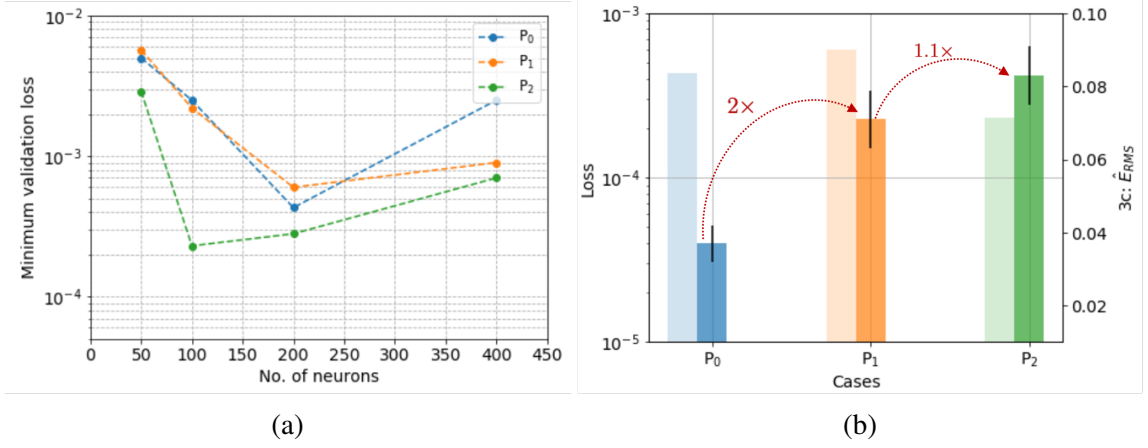 10⁻²
10⁻³
10⁻⁴
Minimum validation loss
P₀
P₁
P₂
0 50 100 150 200 250 300 350 400 450
No. of neurons
(a)
10⁻³
10⁻⁴
10⁻⁵
Loss
2×
1.1×
0.10
0.08
0.06
0.04
0.02
3c: Ê_RMS
P₀ P₁ P₂
Cases
(b)